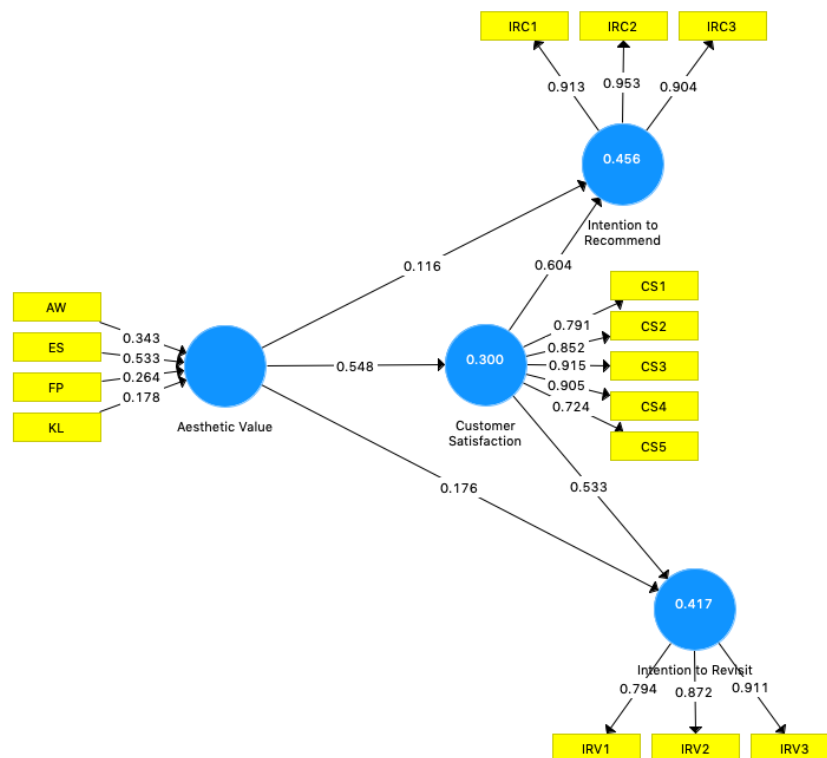 IRC1 IRC2 IRC3
0.913 0.953 0.904
0.456
Intention to
Recommend
0.116
0.604
AW
ES
FP
KL
0.343
0.533
0.264
0.178
Aesthetic Value
0.548
0.300
Customer
Satisfaction
0.791
0.852
0.915
0.905
0.724
CS1
CS2
CS3
CS4
CS5
0.176
0.533
0.417
Intention to Revisit
0.794 0.872 0.911
IRV1 IRV2 IRV3